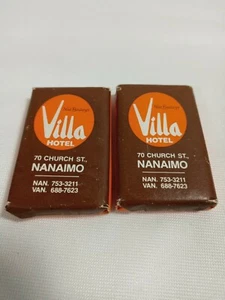 Villa
HOTEL
70 CHURCH ST.,
NANAIMO
NAN. 753-3211
VAN. 688-7623
Villa
HOTEL
70 CHURCH ST.,
NANAIMO
NAN. 753-3211
VAN. 688-7623